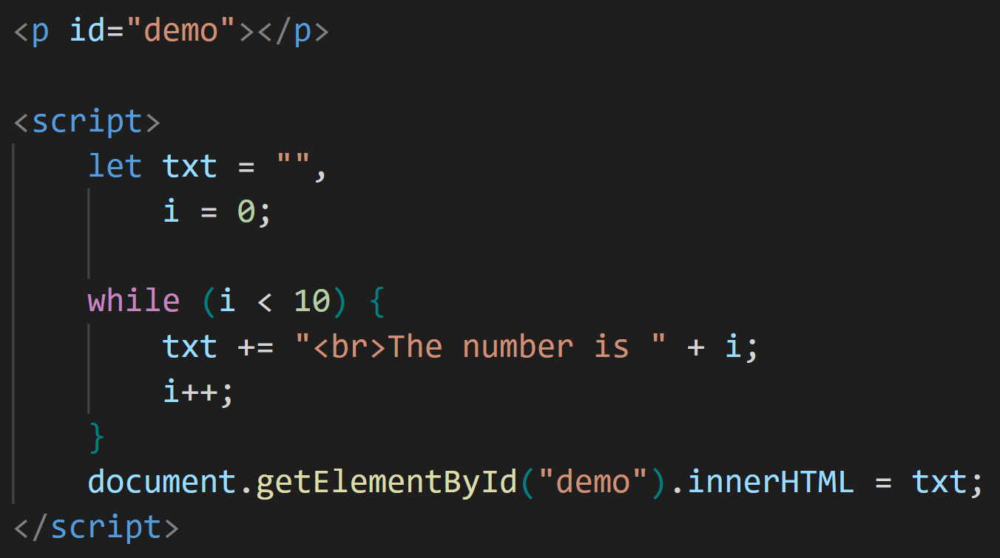 <p id="demo"></p>
<script>
let txt = "",
i = 0;
while (i < 10) {
txt += "<br>The number is " + i;
i++;
}
document.getElementById("demo").innerHTML = txt;
</script>